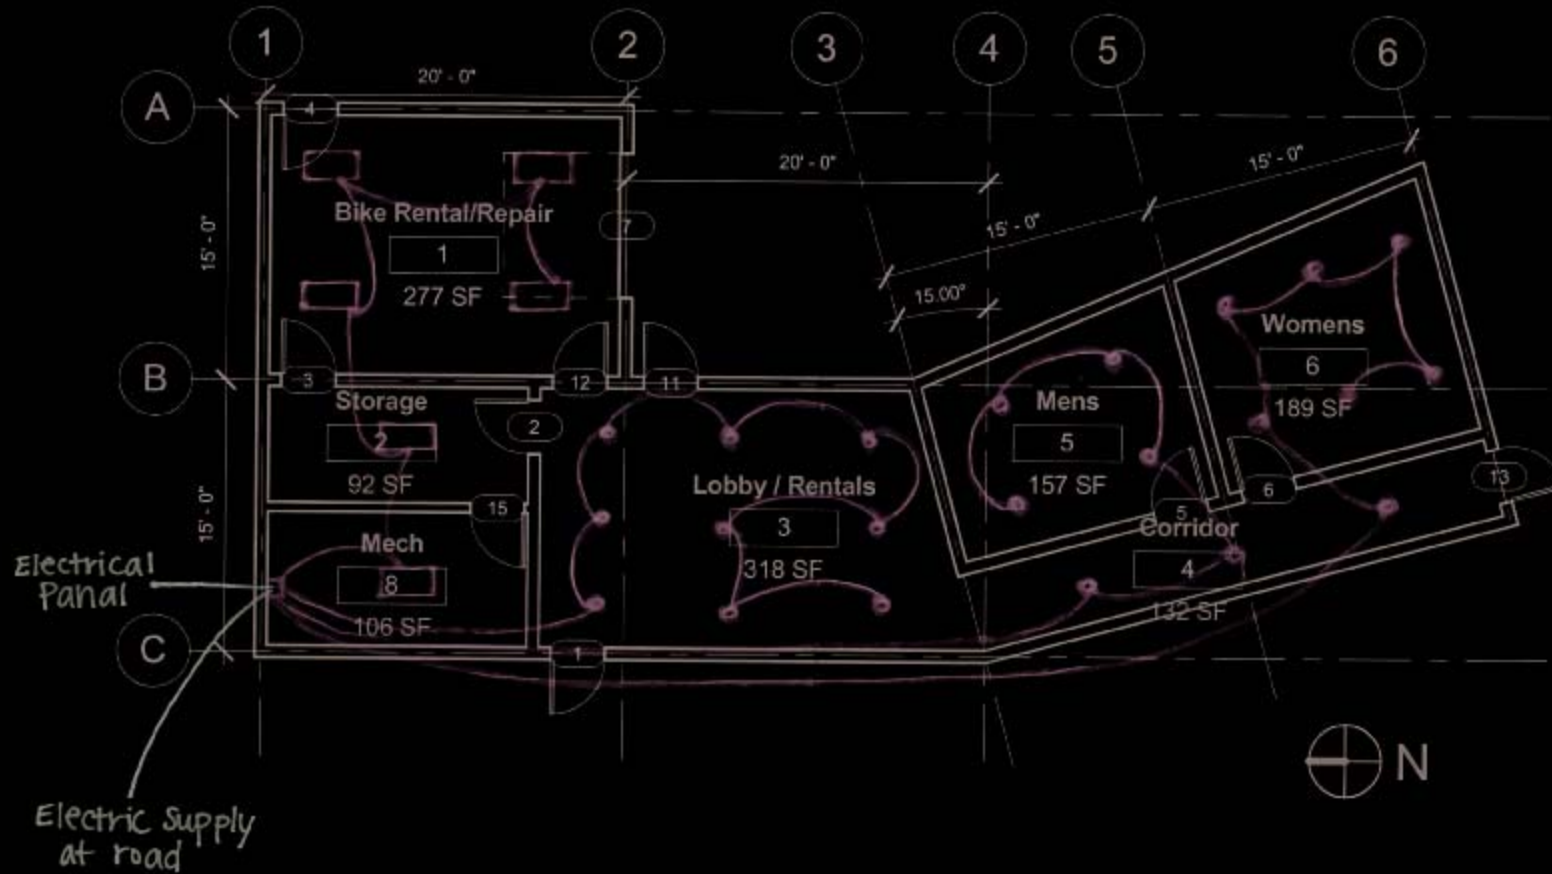 1
2
3
4
5
6
20' - 0"
A
4
15' - 0"
20' - 0"
15' - 0"
15' - 0"
Bike Rental/Repair
1
277 SF
7
15.00°
B
3
12
11
Storage
2
92 SF
2
Womens
6
189 SF
Mens
5
157 SF
15' - 0"
15
Lobby / Rentals
3
318 SF
5
6
13
Corridor
4
132 SF
Mech
8
106 SF
Electrical
Panal
C
1
N
Electric Supply
at road